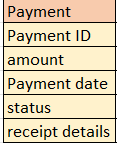 Payment
Payment ID
amount
Payment date
status
receipt details